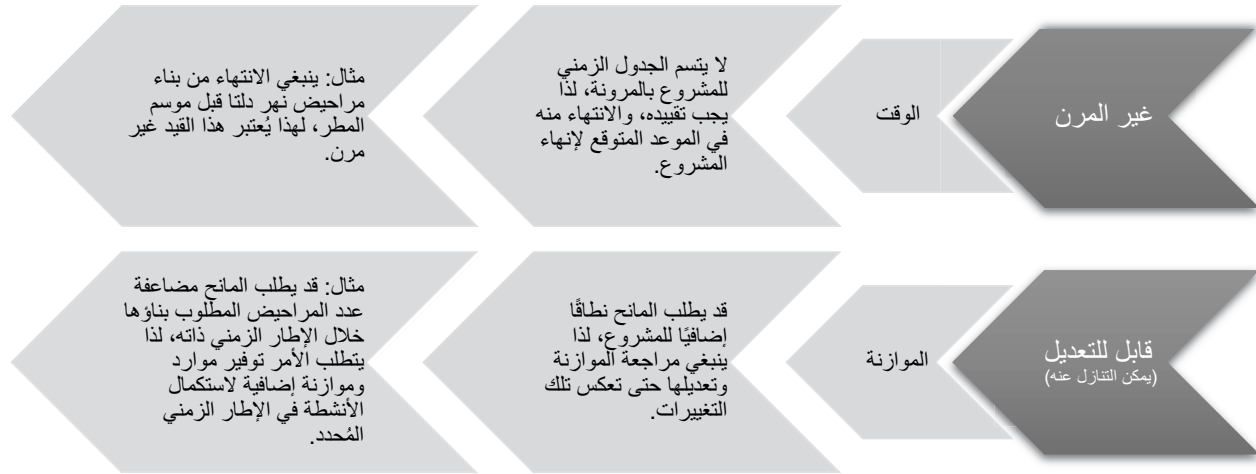 غير المرن
الوقت
لا يتسم الجدول الزمني
للمشروع بالمرونة، لذا
يجب تقييده، والانتهاء منه
في الموعد المتوقع لإنهاء
المشروع.
مثال: ينبغي الانتهاء من بناء
مراحيض نهر دلتا قبل موسم
المطر، لهذا يُعتبر هذا القيد غير
مرن.
قابل للتعديل
(يمكن التنازل عنه)
الموازنة
قد يطلب المانح نطاقًا
إضافيًا للمشروع، لذا
ينبغي مراجعة الموازنة
وتعديلها حتى تعكس تلك
التغييرات.
مثال: قد يطلب المانح مضاعفة
عدد المراحيض المطلوب بناؤها
خلال الإطار الزمني ذاته، لذا
يتطلب الأمر توفير موارد
وموازنة إضافية لاستكمال
الأنشطة في الإطار الزمني
المُحدد.